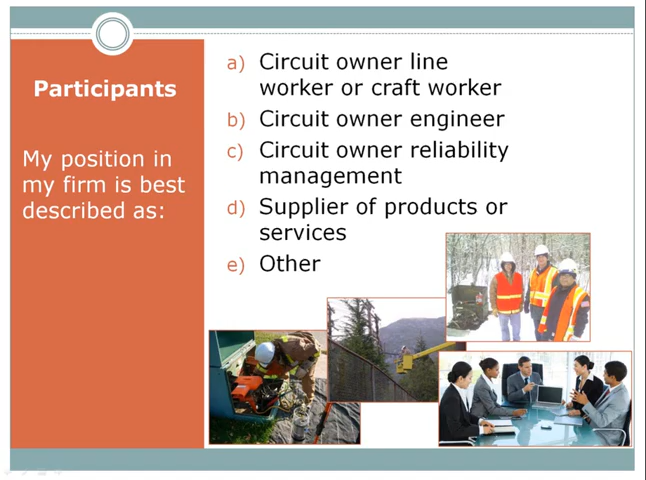 Participants
My position in
my firm is best
described as:
a) Circuit owner line
worker or craft worker
b) Circuit owner engineer
c) Circuit owner reliability
management
d) Supplier of products or
services
e) Other